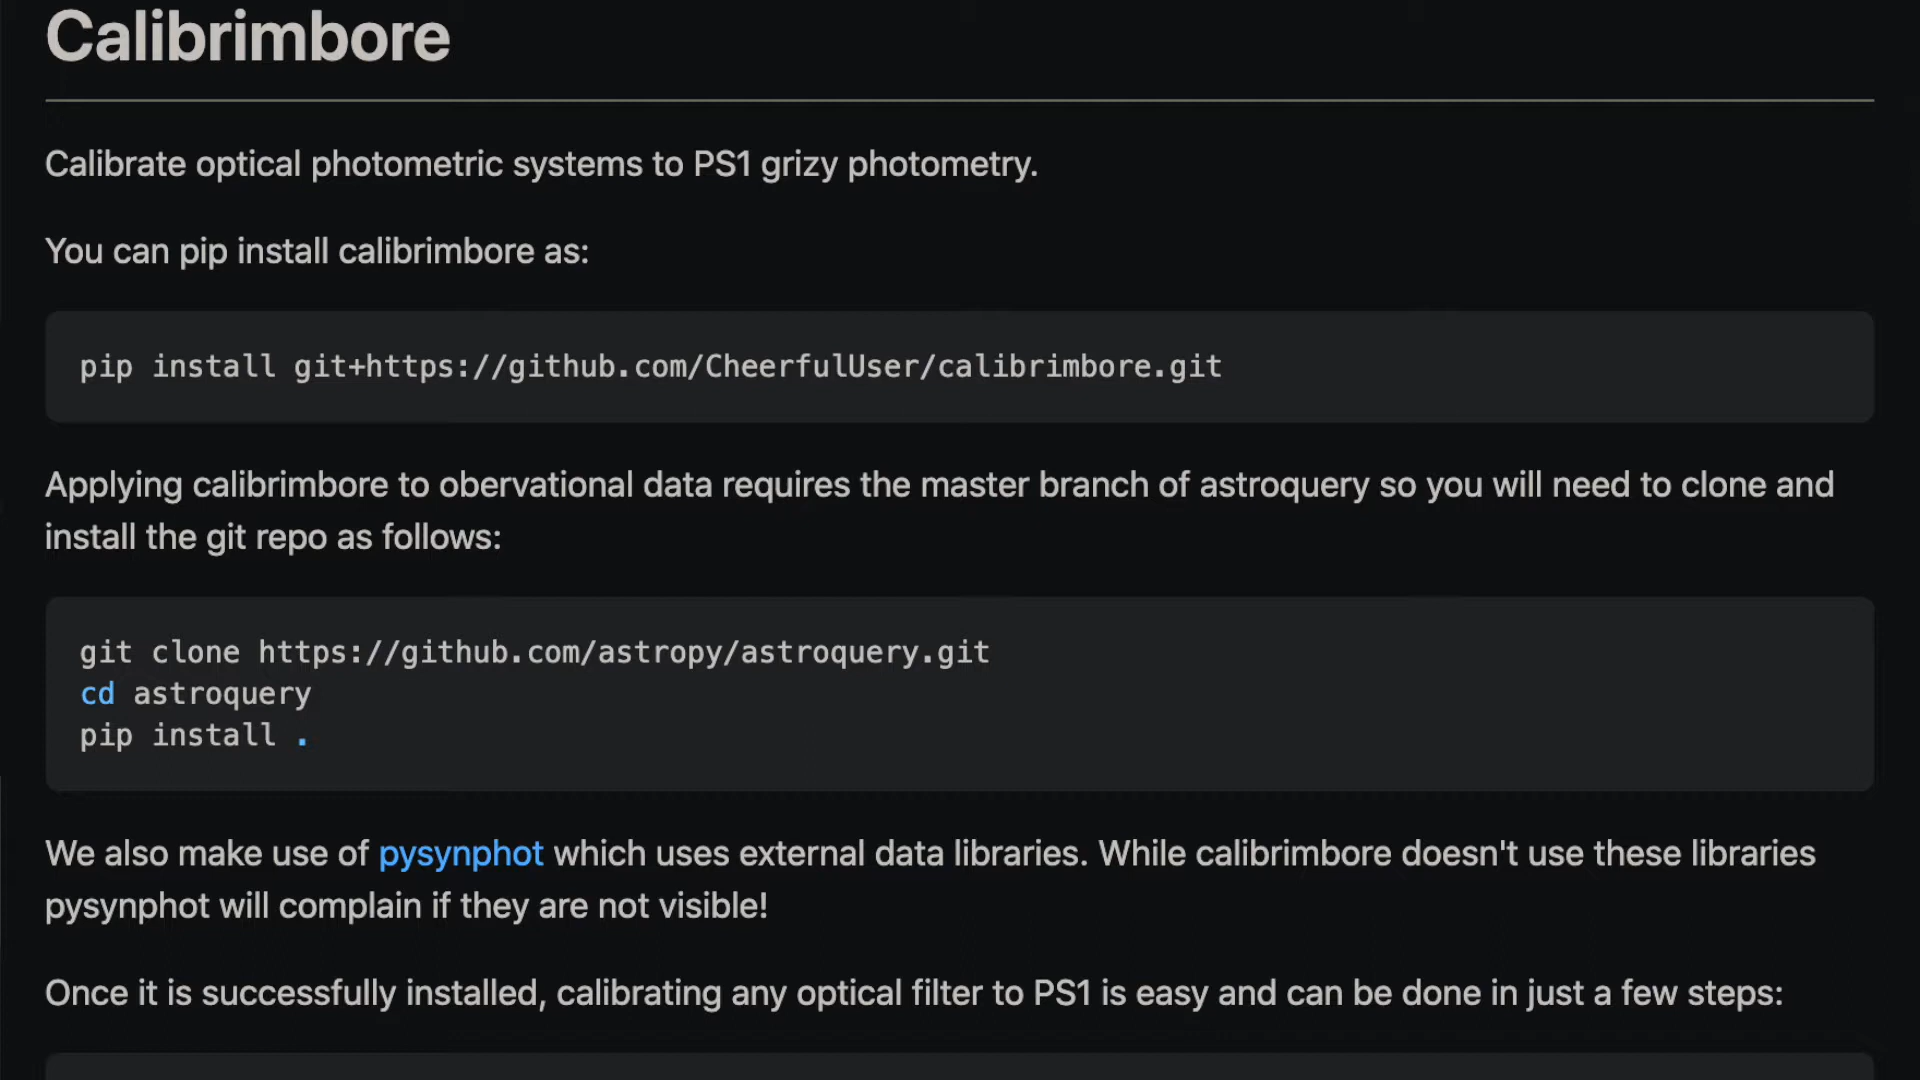 Calibrimbore
Calibrate optical photometric systems to PS1 grizy photometry.
You can pip install calibrimbore as:
pip install git+https://github.com/CheerfulUser/calibrimbore.git
Applying calibrimbore to obervational data requires the master branch of astroquery so you will need to clone and
install the git repo as follows:
git clone https://github.com/astropy/astroquery.git
cd astroquery
pip install .
We also make use of pysynphot which uses external data libraries. While calibrimbore doesn't use these libraries
pysynphot will complain if they are not visible!
Once it is successfully installed, calibrating any optical filter to PS1 is easy and can be done in just a few steps: